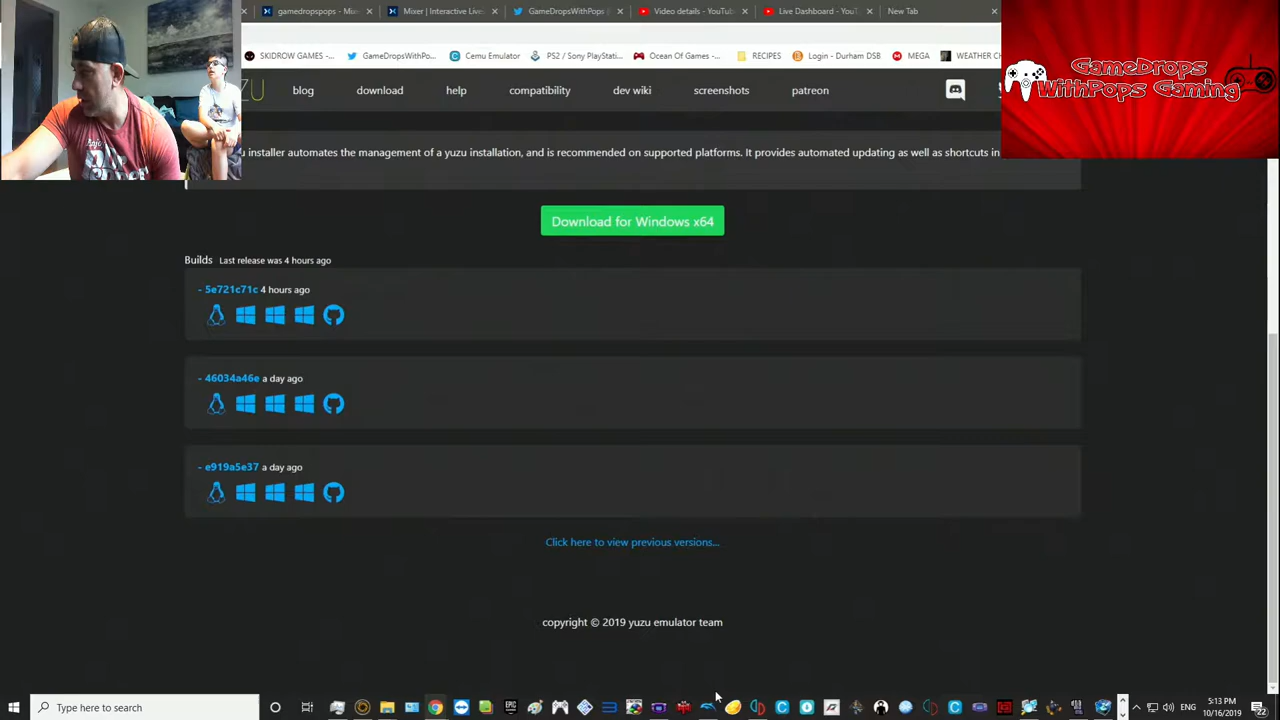 gamedropspops - Mixe
Mixer | Interactive Lives
GameDropsWithPops (
Video details - YouTub
Live Dashboard - YouT
New Tab
SKIDROW GAMES -...
GameDropsWithPo...
Cemu Emulator
PS2 / Sony PlayStati...
Ocean Of Games -...
RECIPES
Login - Durham DSB
MEGA
WEATHER CH
GameDrops
WithPops Gaming
blog
download
help
compatibility
dev wiki
screenshots
patreon
installer automates the management of a yuzu installation, and is recommended on supported platforms. It provides automated updating as well as shortcuts in
Download for Windows x64
Builds Last release was 4 hours ago
- 5e721c71c 4 hours ago
- 46034a46e a day ago
- e919a5e37 a day ago
Click here to view previous versions...
copyright © 2019 yuzu emulator team
Type here to search
EPIC
ENG
5:13 PM
10/16/2019
22